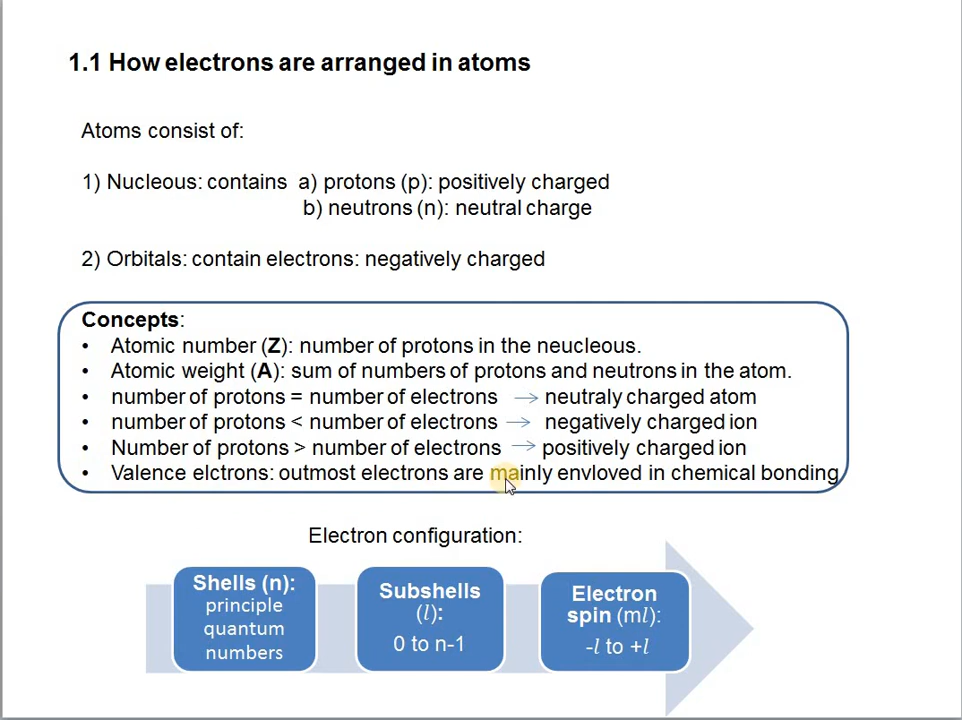 1.1 How electrons are arranged in atoms
Atoms consist of:
1) Nucleous: contains a) protons (p): positively charged
b) neutrons (n): neutral charge
2) Orbitals: contain electrons: negatively charged
Concepts:
• Atomic number (Z): number of protons in the neucleous.
• Atomic weight (A): sum of numbers of protons and neutrons in the atom.
• number of protons = number of electrons → neutraly charged atom
• number of protons < number of electrons → negatively charged ion
• Number of protons > number of electrons → positively charged ion
• Valence elctrons: outmost electrons are mainly envloved in chemical bonding
Electron configuration:
Shells (n):
principle
quantum
numbers
Subshells
(l):
0 to n-1
Electron
spin (ml):
-l to +l